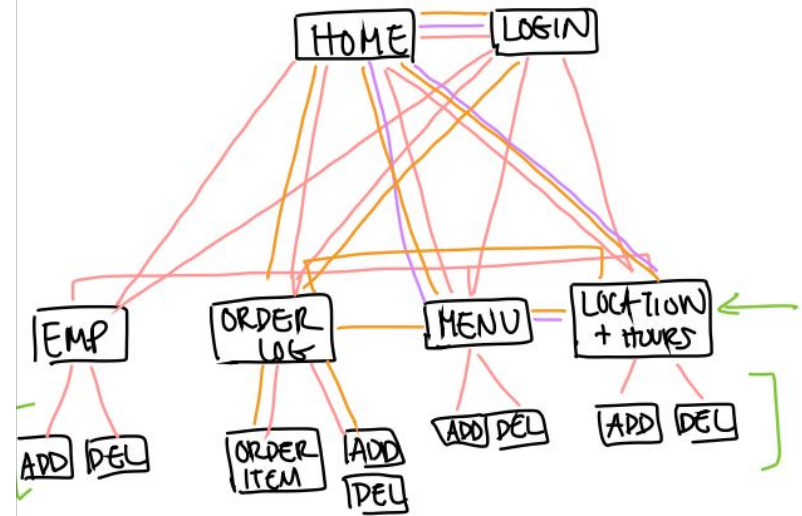 HOME
LOGIN
EMP
ORDER
LOG
MENU
LOCATION
+ HOURS
ADD
DEL
ORDER
ITEM
ADD
DEL
ADD
DEL
ADD
DEL